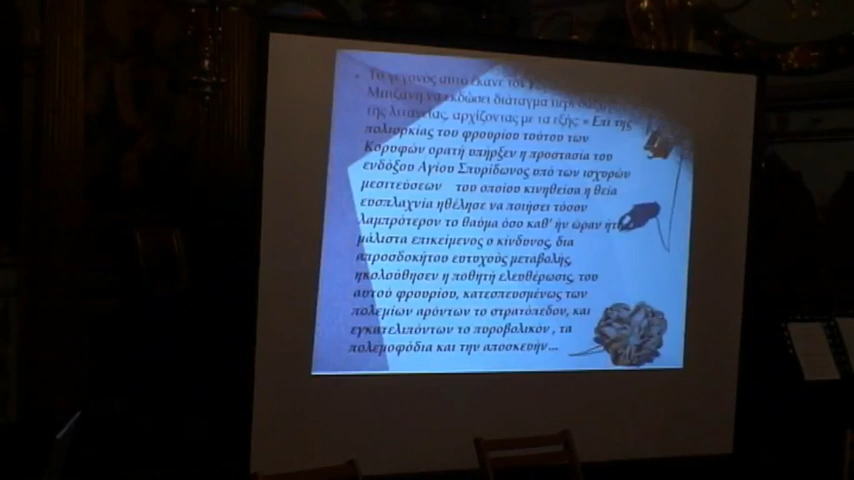 Το γεγονός αυτό έκανε τον
Μπιζάνη να εκδώσει διάταγμα περί
της λιτανείας, αρχίζοντας με τα εξής: « Επί της
πολιορκίας του φρουρίου τούτου των
Κορυφών ορατή υπήρξεν η προστασία του
ενδόξου Αγίου Σπυρίδωνος υπό των ισχυρών
μεσιτεύσεων του οποίου κινηθείσα η θεία
ευσπλαχνία ηθέλησε να ποιήσει τόσον
λαμπρότερον το θαύμα όσο καθ' ήν ώραν
μάλιστα επικείμενος ο κίνδυνος, δια
απροσδοκήτου ευτυχούς μεταβολής,
ηκολούθησεν η ποθητή ελευθέρωσις, του
αυτού φρουρίου, κατεσπευσμένως των
πολεμίων αρόντων το στρατόπεδον, και
εγκατελιπόντων το πυροβολικόν , τα
πολεμοφόδια και την αποσκευήν...